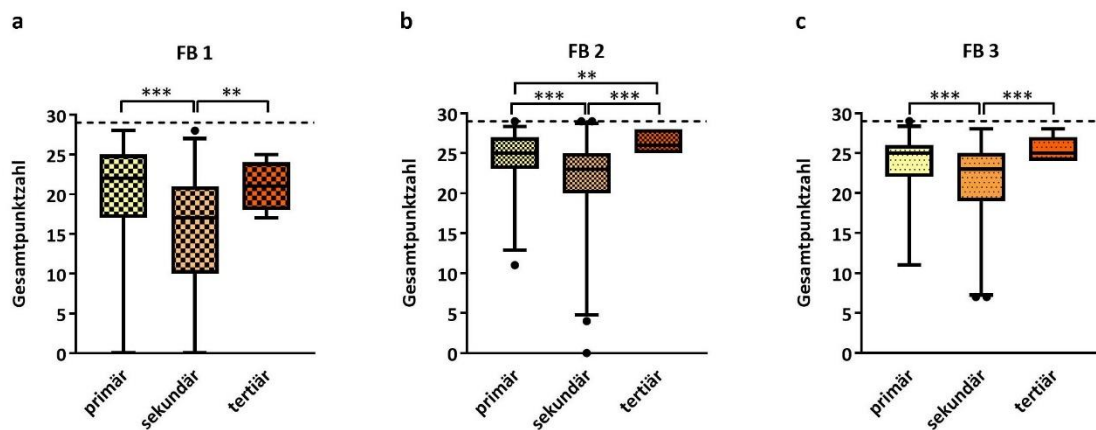 a
FB 1
***
**
Gesamtpunktzahl
30
25
20
15
10
5
0
primär
sekundär
tertiär
b
FB 2
**
***
***
Gesamtpunktzahl
30
25
20
15
10
5
0
primär
sekundär
tertiär
c
FB 3
***
***
Gesamtpunktzahl
30
25
20
15
10
5
0
primär
sekundär
tertiär